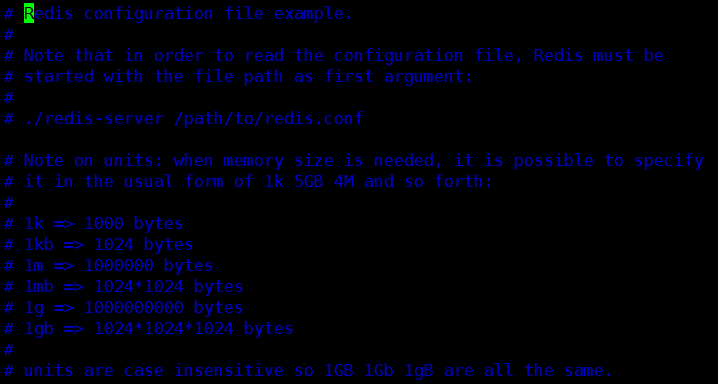 # Redis configuration file example.
#
# Note that in order to read the configuration file, Redis must be
# started with the file path as first argument:
#
# ./redis-server /path/to/redis.conf

# Note on units: when memory size is needed, it is possible to specify
# it in the usual form of 1k 5GB 4M and so forth:
#
# 1k => 1000 bytes
# 1kb => 1024 bytes
# 1m => 1000000 bytes
# 1mb => 1024*1024 bytes
# 1g => 1000000000 bytes
# 1gb => 1024*1024*1024 bytes
#
# units are case insensitive so 1GB 1Gb 1gB are all the same.